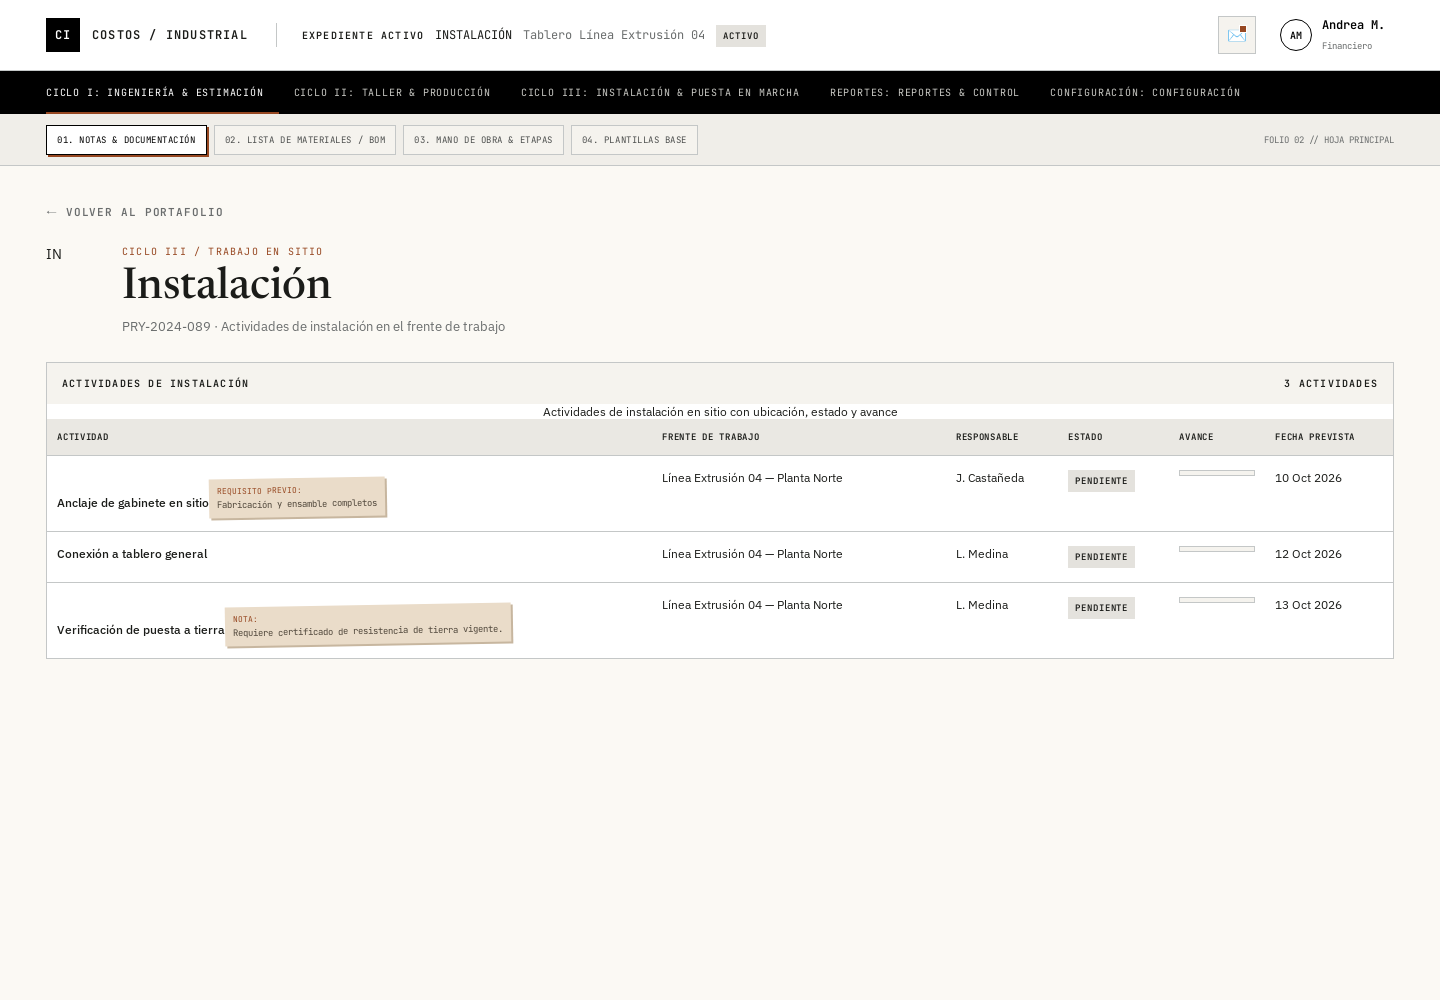 CI COSTOS / INDUSTRIAL EXPEDIENTE ACTIVO INSTALACIÓN Tablero Línea Extrusión 04 ACTIVO AM Andrea M.
Financiero
CICLO I: INGENIERÍA & ESTIMACIÓN CICLO II: TALLER & PRODUCCIÓN CICLO III: INSTALACIÓN & PUESTA EN MARCHA REPORTES: REPORTES & CONTROL CONFIGURACIÓN: CONFIGURACIÓN
01. NOTAS & DOCUMENTACIÓN 02. LISTA DE MATERIALES / BOM 03. MANO DE OBRA & ETAPAS 04. PLANTILLAS BASE FOLIO 02 // HOJA PRINCIPAL
← VOLVER AL PORTAFOLIO
IN CICLO III / TRABAJO EN SITIO
Instalación
PRY-2024-089 · Actividades de instalación en el frente de trabajo
ACTIVIDADES DE INSTALACIÓN 3 ACTIVIDADES
Actividades de instalación en sitio con ubicación, estado y avance
ACTIVIDAD FRENTE DE TRABAJO RESPONSABLE ESTADO AVANCE FECHA PREVISTA
Línea Extrusión 04 — Planta Norte J. Castañeda PENDIENTE 10 Oct 2026
REQUISITO PREVIO:
Anclaje de gabinete en sitio Fabricación y ensamble completos
Conexión a tablero general Línea Extrusión 04 — Planta Norte L. Medina PENDIENTE 12 Oct 2026
Línea Extrusión 04 — Planta Norte L. Medina PENDIENTE 13 Oct 2026
NOTA:
Verificación de puesta a tierra Requiere certificado de resistencia de tierra vigente.